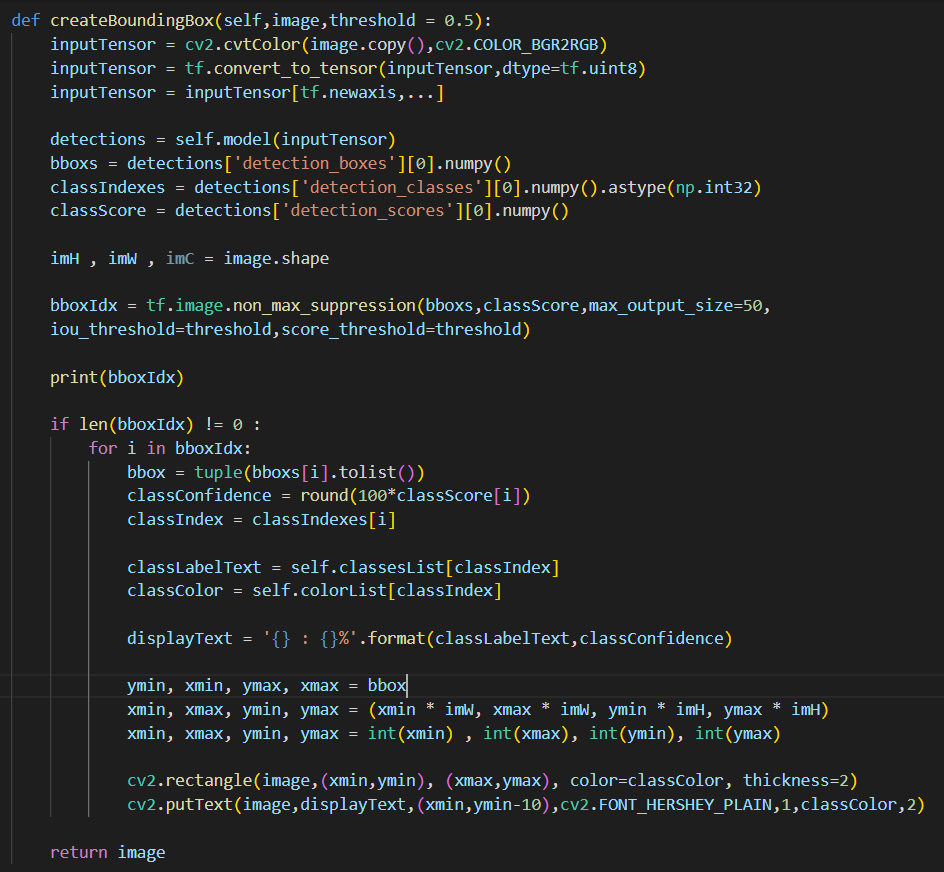 def createBoundingBox(self,image,threshold = 0.5):
    inputTensor = cv2.cvtColor(image.copy(),cv2.COLOR_BGR2RGB)
    inputTensor = tf.convert_to_tensor(inputTensor,dtype=tf.uint8)
    inputTensor = inputTensor[tf.newaxis,...]

    detections = self.model(inputTensor)
    bboxs = detections['detection_boxes'][0].numpy()
    classIndexes = detections['detection_classes'][0].numpy().astype(np.int32)
    classScore = detections['detection_scores'][0].numpy()

    imH , imW , imC = image.shape

    bboxIdx = tf.image.non_max_suppression(bboxs,classScore,max_output_size=50,
    iou_threshold=threshold,score_threshold=threshold)

    print(bboxIdx)

    if len(bboxIdx) != 0 :
        for i in bboxIdx:
            bbox = tuple(bboxs[i].tolist())
            classConfidence = round(100*classScore[i])
            classIndex = classIndexes[i]

            classLabelText = self.classesList[classIndex]
            classColor = self.colorList[classIndex]

            displayText = '{} : {}%'.format(classLabelText,classConfidence)

            ymin, xmin, ymax, xmax = bbox
            xmin, xmax, ymin, ymax = (xmin * imW, xmax * imW, ymin * imH, ymax * imH)
            xmin, xmax, ymin, ymax = int(xmin) , int(xmax), int(ymin), int(ymax)

            cv2.rectangle(image,(xmin,ymin), (xmax,ymax), color=classColor, thickness=2)
            cv2.putText(image,displayText,(xmin,ymin-10),cv2.FONT_HERSHEY_PLAIN,1,classColor,2)

    return image